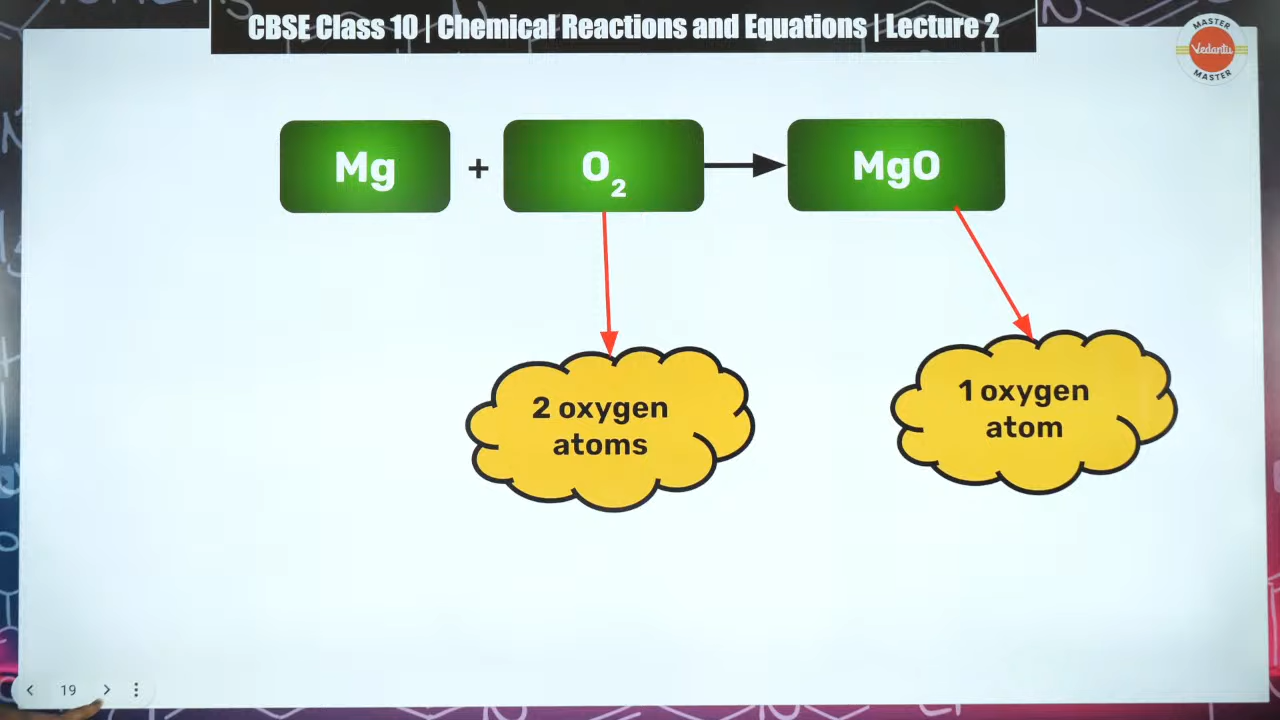 CBSE Class 10 | Chemical Reactions and Equations | Lecture 2
MASTER
Vedantu
MASTER
Mg + O₂ → MgO
2 oxygen
atoms
1 oxygen
atom
19